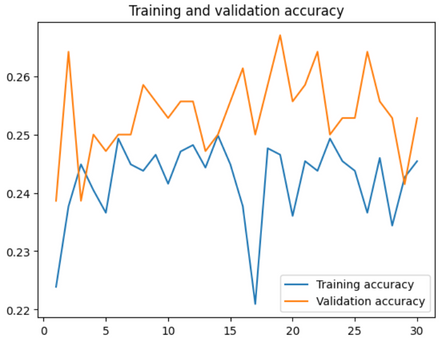 Training and validation accuracy
0.26
0.25
0.24
0.23
0.22
Training accuracy
Validation accuracy
0 5 10 15 20 25 30